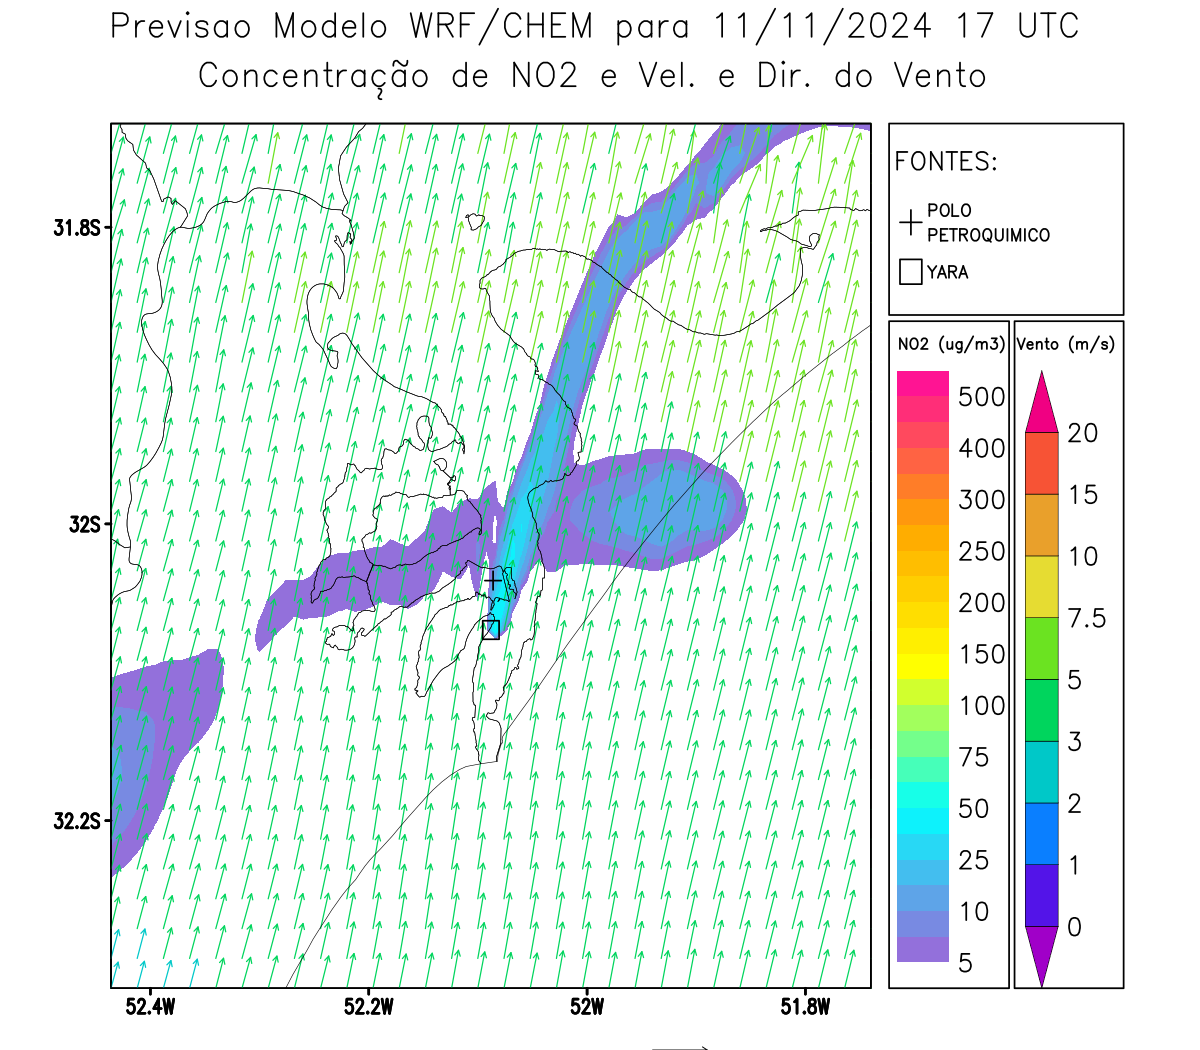 Previsao Modelo WRF/CHEM para 11/11/2024 17 UTC
Concentração de NO2 e Vel. e Dir. do Vento
FONTES:
POLO
PETROQUIMICO
YARA
NO2 (ug/m3)
500
400
300
250
200
150
100
75
50
25
10
5
Vento (m/s)
20
15
10
7.5
5
3
2
1
0
31.8S
32S
32.2S
52.4W
52.2W
52W
51.8W